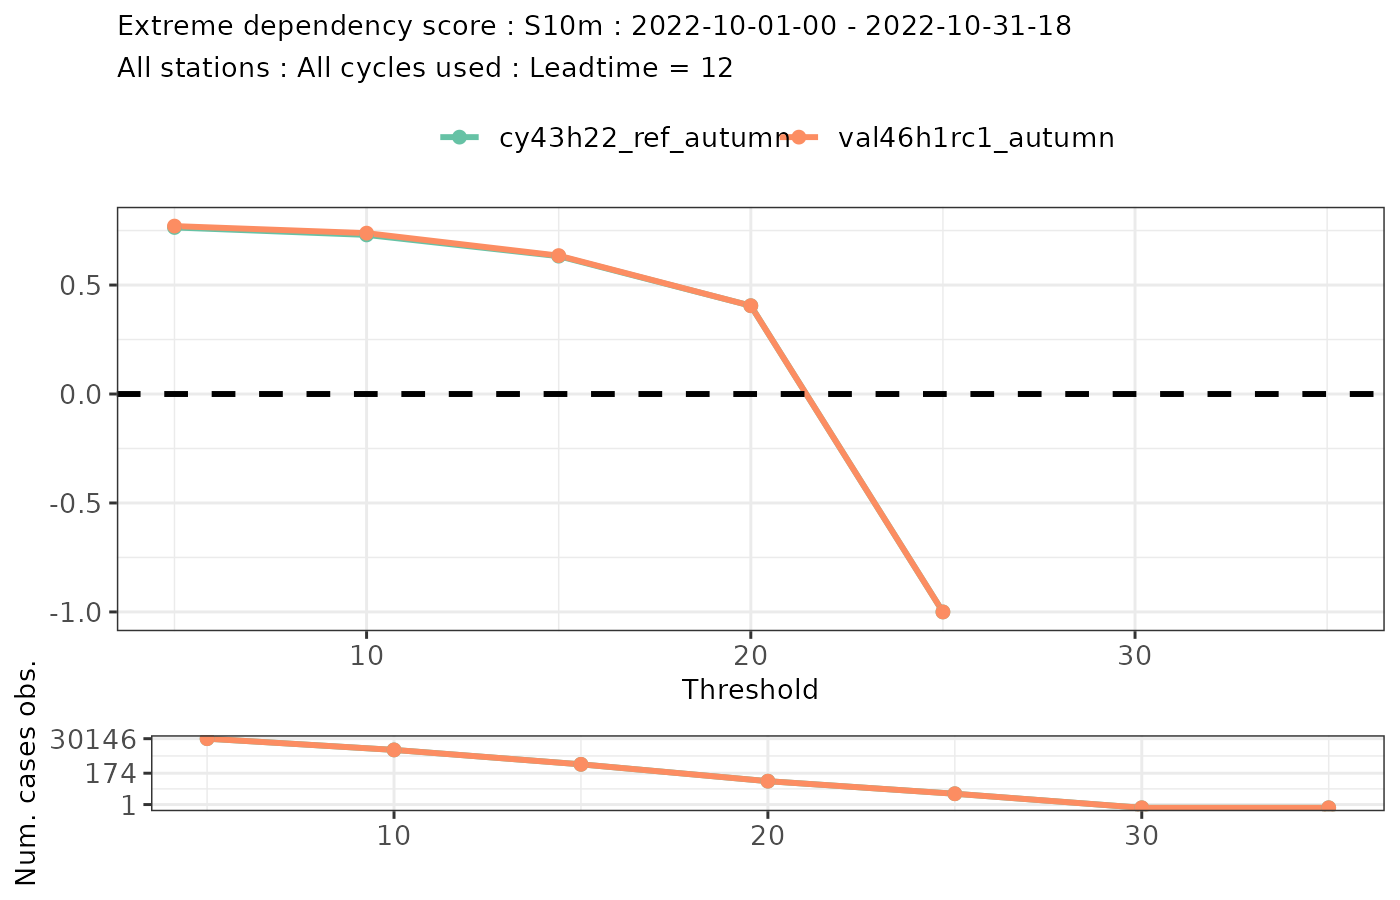 Extreme dependency score : S10m : 2022-10-01-00 - 2022-10-31-18
All stations : All cycles used : Leadtime = 12
cy43h22_ref_autumn val46h1rc1_autumn
0.5
0.0
-0.5
-1.0
10 20 30
Threshold
Num. cases obs.
30146
174
1
10 20 30